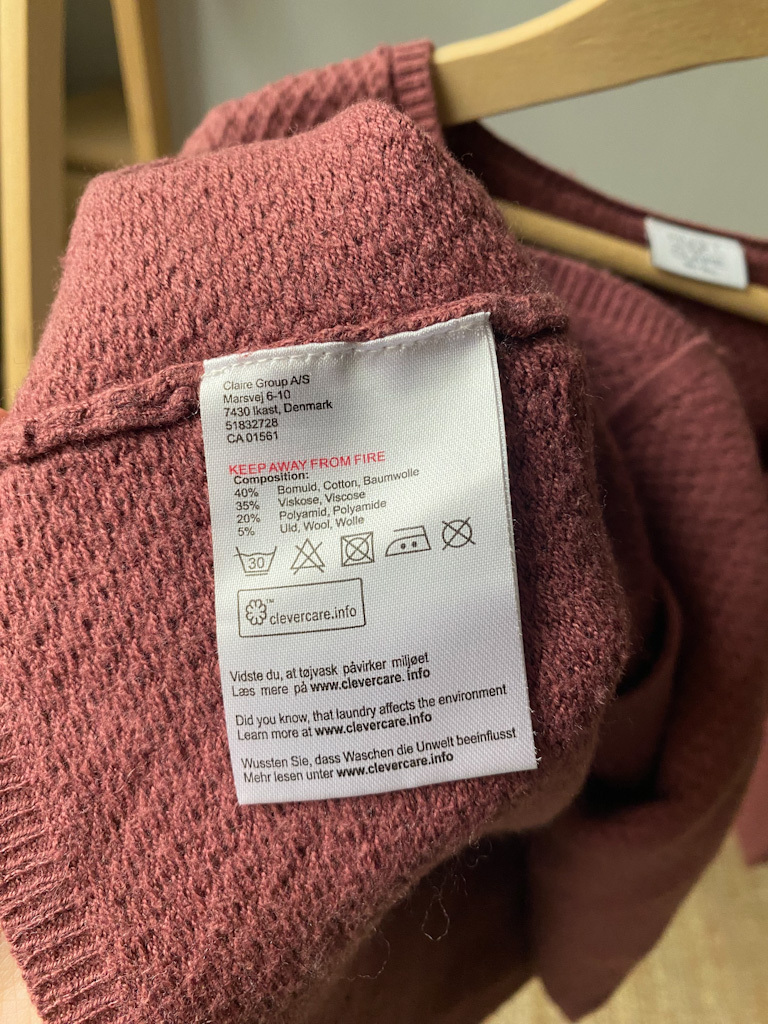 Claire Group A/S
Marsvej 6-10
7430 Ikast, Denmark
51832728
CA 01561
KEEP AWAY FROM FIRE
Composition:
40% Bomuld, Cotton, Baumwolle
35% Viskose, Viscose
20% Polyamid, Polyamide
5% Uld, Wool, Wolle
30
™ clevercare.info
Vidste du, at tøjvask påvirker miljøet
Læs mere på www.clevercare. info
Did you know, that laundry affects the environment
Learn more at www.clevercare.info
Wussten Sie, dass Waschen die Unwelt beeinflusst
Mehr lesen unter www.clevercare.info